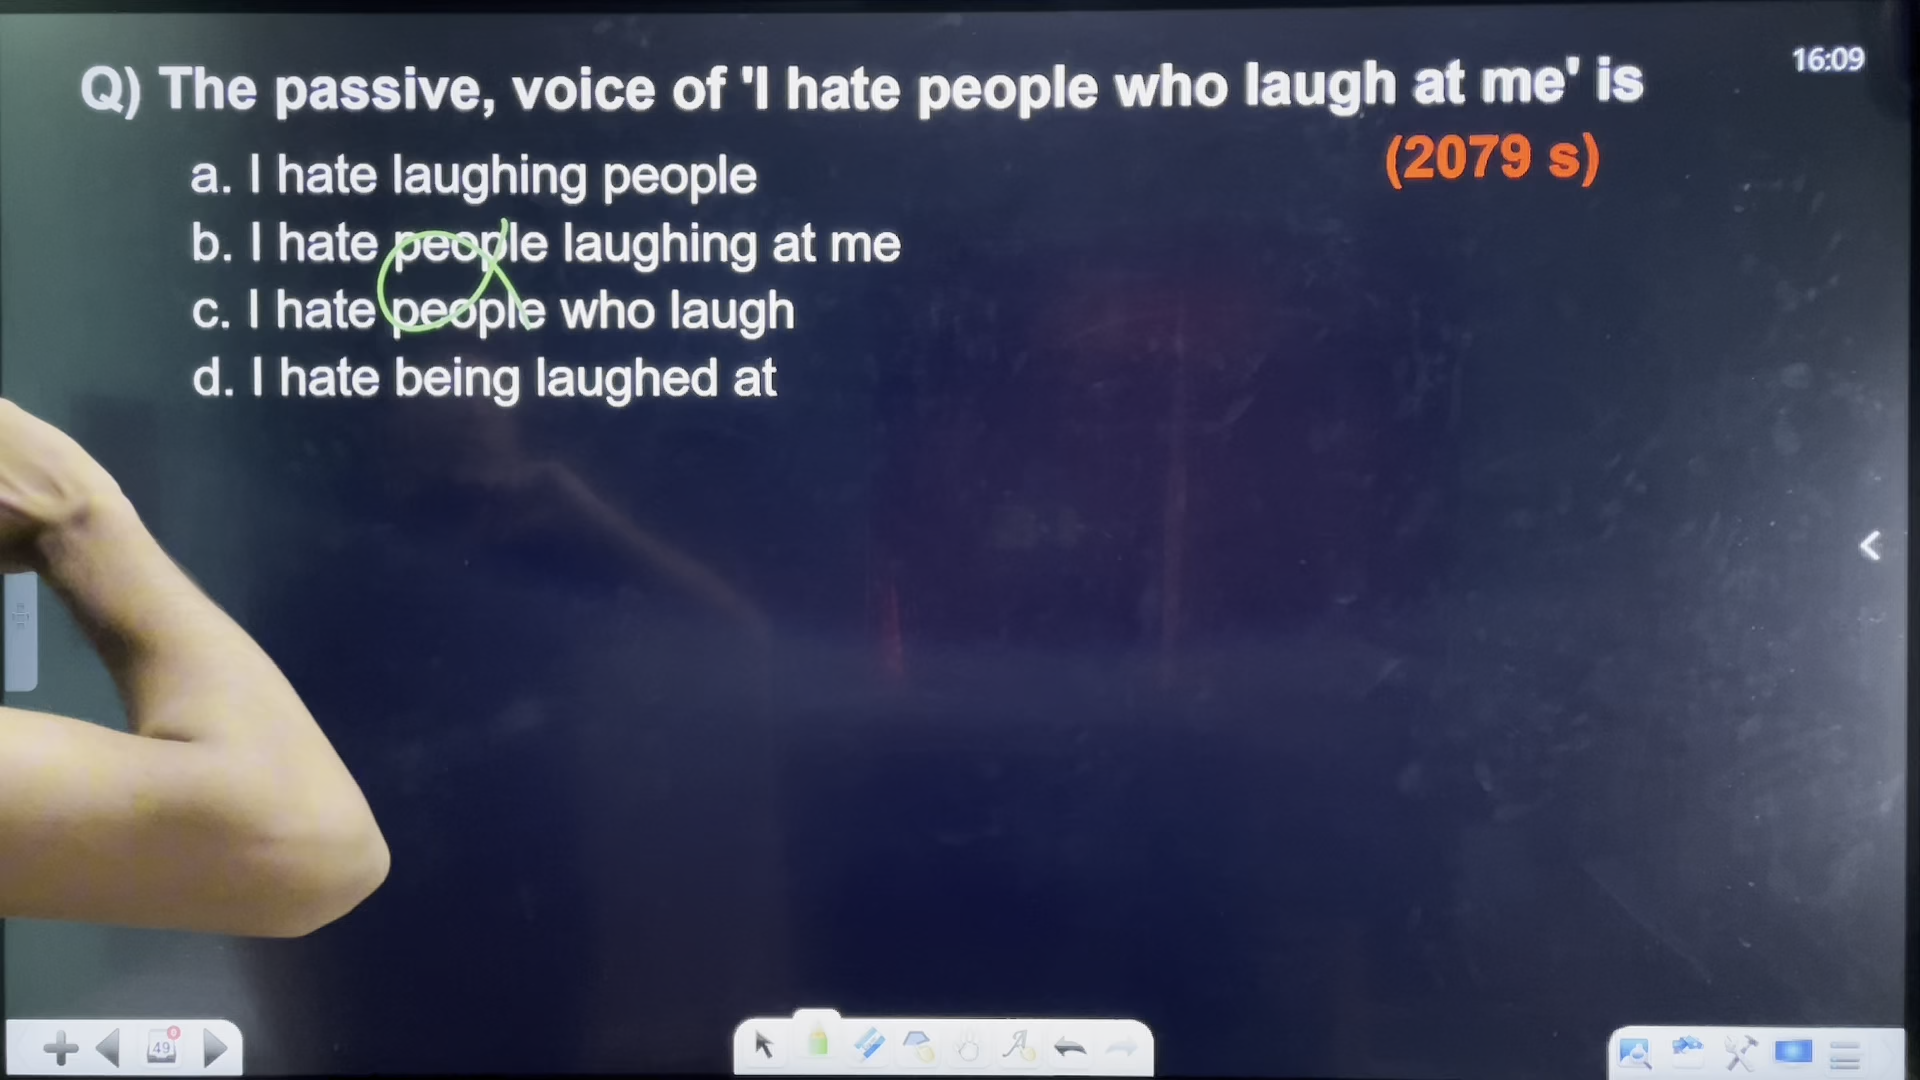 16:09
Q) The passive, voice of 'I hate people who laugh at me' is
(2079 s)
a. I hate laughing people
b. I hate people laughing at me
c. I hate people who laugh
d. I hate being laughed at
49